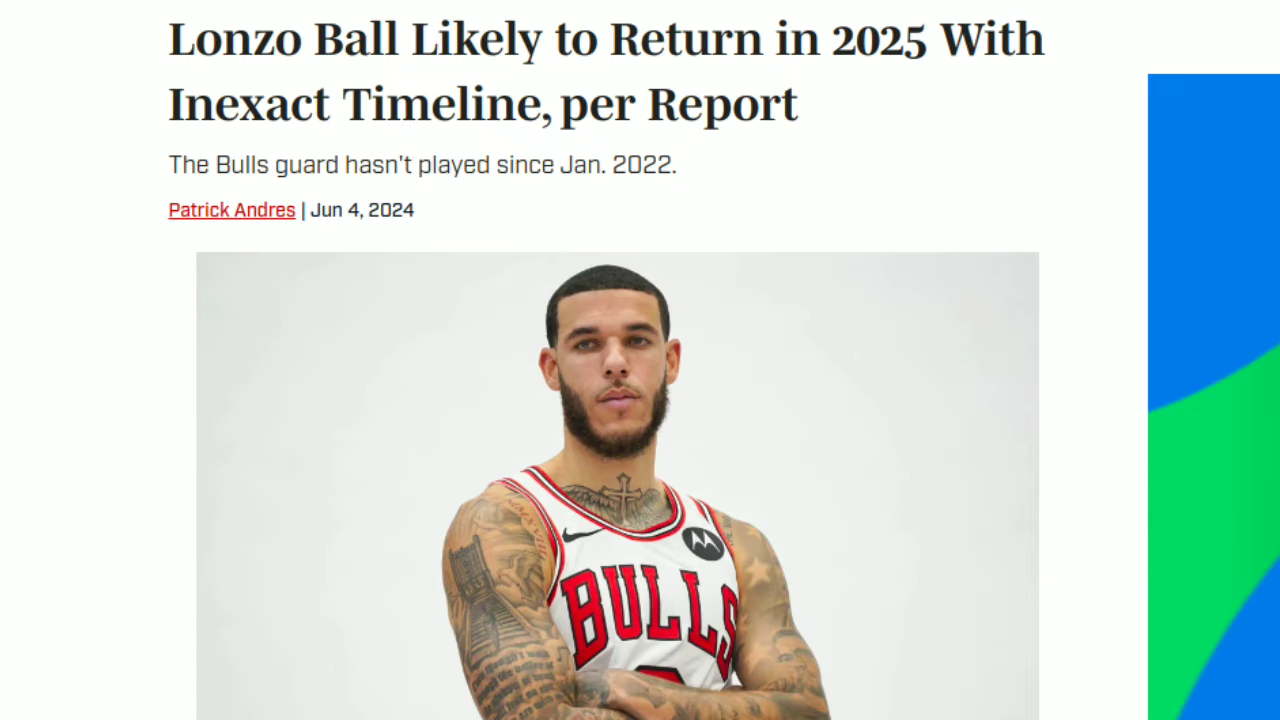 Lonzo Ball Likely to Return in 2025 With
Inexact Timeline, per Report
The Bulls guard hasn't played since Jan. 2022.
Patrick Andres | Jun 4, 2024
BULLS